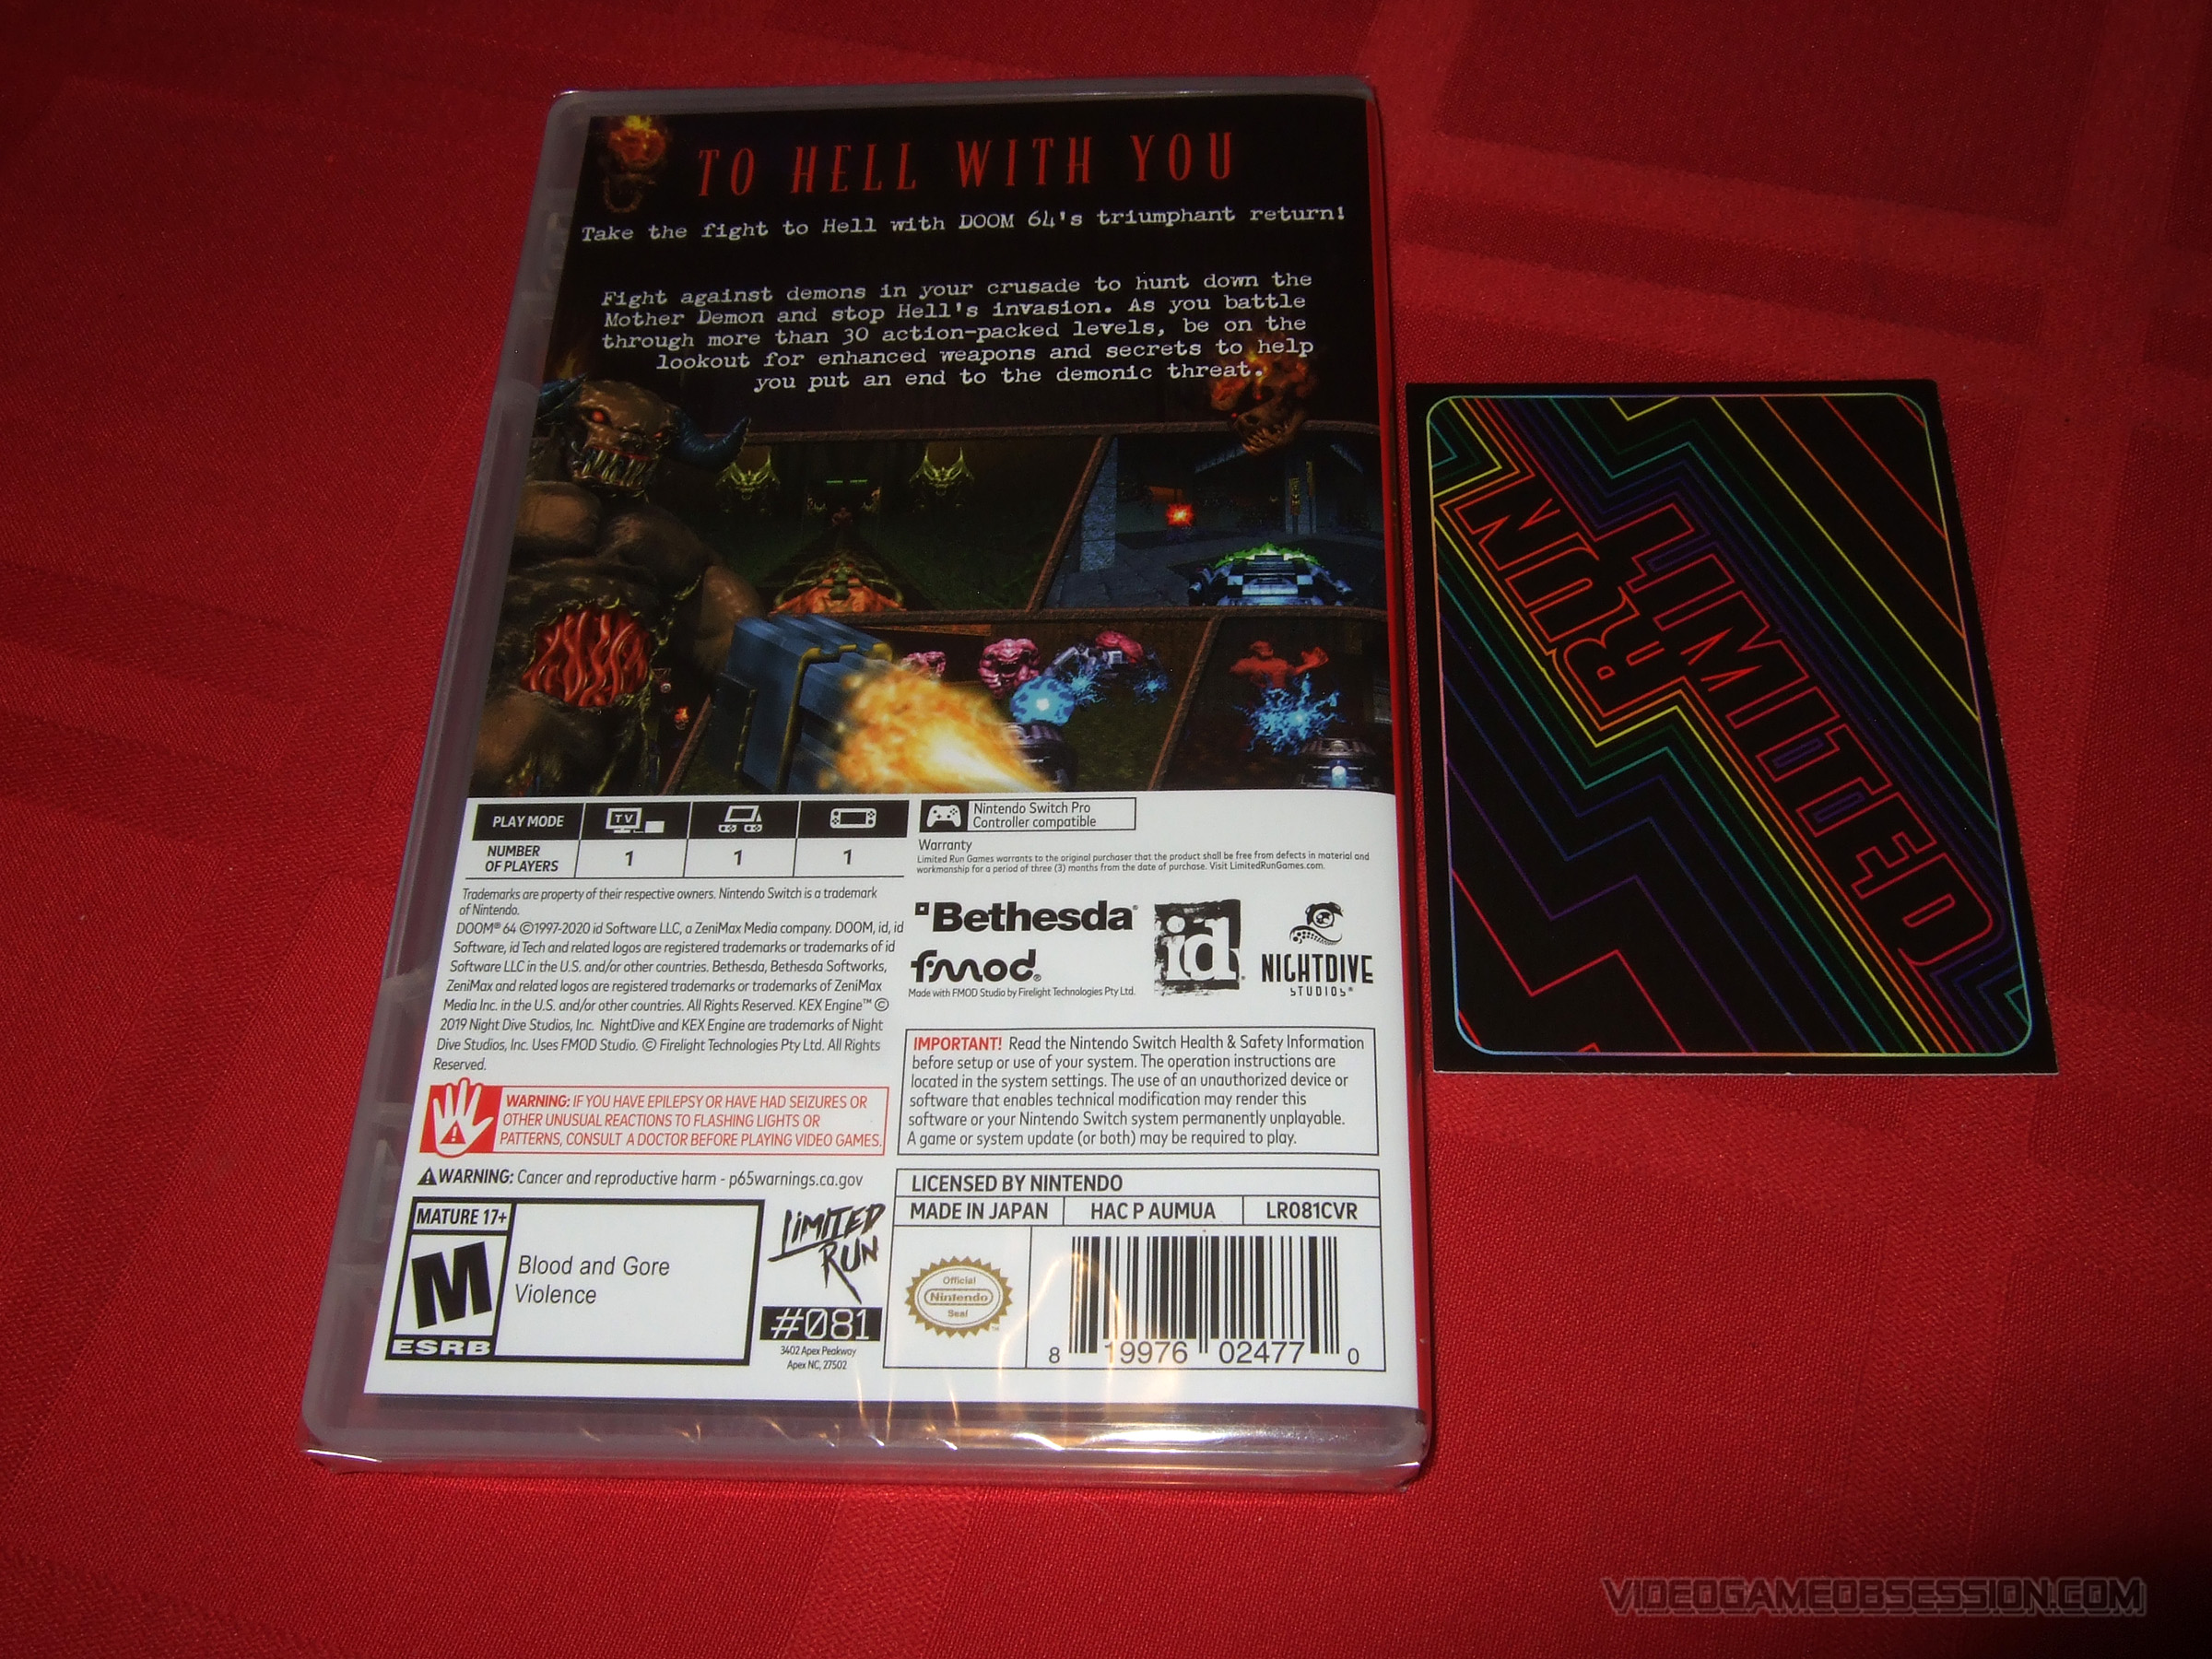 TO HELL WITH YOU
Take the fight to Hell with DOOM 64's triumphant return!
Fight against demons in your crusade to hunt down the
Mother Demon and stop Hell's invasion. As you battle
through more than 30 action-packed levels, be on the
lookout for enhanced weapons and secrets to help
you put an end to the demonic threat.
PLAY MODE
TV
NUMBER
OF PLAYERS
1
1
1
Nintendo Switch Pro
Controller compatible
Warranty
Limited Run Games warrants to the original purchaser that the product shall be free from defects in material and
workmanship for a period of three (3) months from the date of purchase. Visit LimitedRunGames.com.
Trademarks are property of their respective owners. Nintendo Switch is a trademark
of Nintendo.
DOOM® 64 ©1997-2020 id Software LLC, a ZeniMax Media company. DOOM, id, id
Software, id Tech and related logos are registered trademarks or trademarks of id
Software LLC in the U.S. and/or other countries. Bethesda, Bethesda Softworks,
ZeniMax and related logos are registered trademarks or trademarks of ZeniMax
Media Inc. in the U.S. and/or other countries. All Rights Reserved. KEX Engine™ ©
2019 Night Dive Studios, Inc. NightDive and KEX Engine are trademarks of Night
Dive Studios, Inc. Uses FMOD Studio. © Firelight Technologies Pty Ltd. All Rights
Reserved.
Bethesda®
fmod®
Made with FMOD Studio by Firelight Technologies Pty Ltd.
id®
NIGHTDIVE
STUDIOS®
WARNING: IF YOU HAVE EPILEPSY OR HAVE HAD SEIZURES OR
OTHER UNUSUAL REACTIONS TO FLASHING LIGHTS OR
PATTERNS, CONSULT A DOCTOR BEFORE PLAYING VIDEO GAMES.
IMPORTANT! Read the Nintendo Switch Health & Safety Information
before setup or use of your system. The operation instructions are
located in the system settings. The use of an unauthorized device or
software that enables technical modification may render this
software or your Nintendo Switch system permanently unplayable.
A game or system update (or both) may be required to play.
WARNING: Cancer and reproductive harm - p65warnings.ca.gov
MATURE 17+
M
ESRB
Blood and Gore
Violence
LIMITED
RUN
#081
3402 Apex Peakway
Apex NC, 27502
LICENSED BY NINTENDO
MADE IN JAPAN
HAC P AUMUA
LR081CVR
Official
Nintendo
Seal
8 19976 02477 0
LIMITED
RUN
VIDEOGAMEOBSESSION.COM